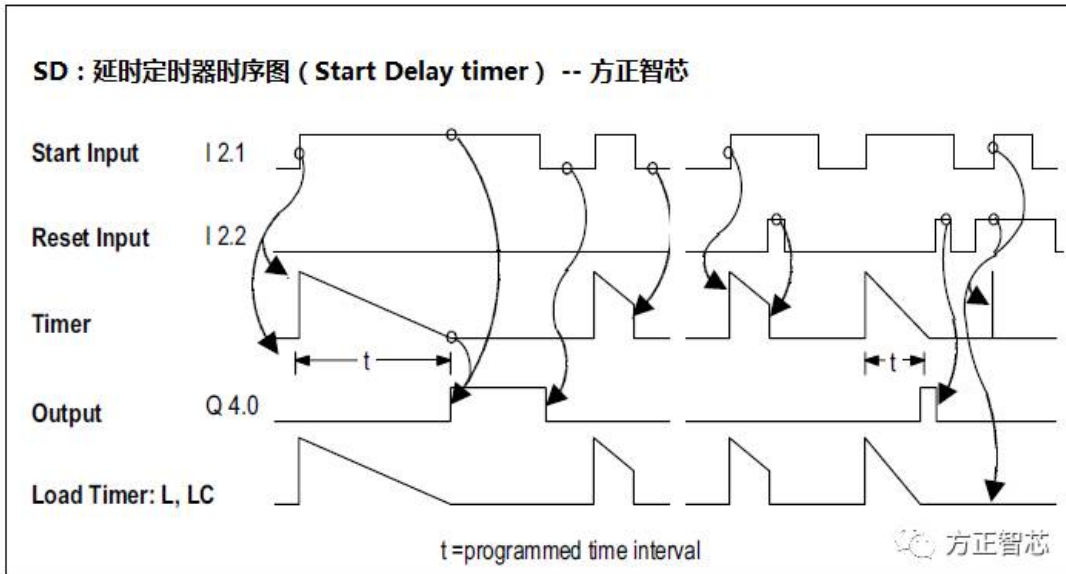 SD：延时定时器时序图（Start Delay timer） -- 方正智芯
Start Input I 2.1
Reset Input I 2.2
Timer
t t
Output Q 4.0
Load Timer: L, LC
t =programmed time interval
方正智芯